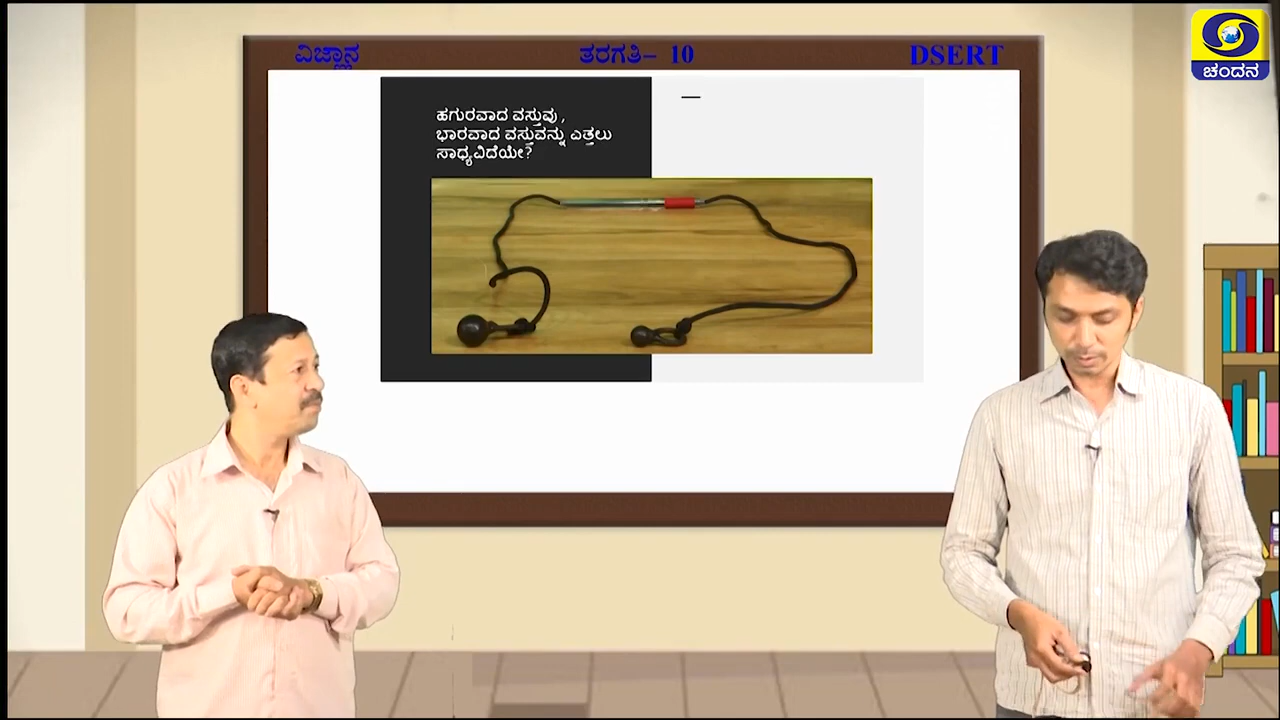 ವಿಜ್ಞಾನ ತರಗತಿ– 10 DSERT
ಚಂದನ
ಹಗುರವಾದ ವಸ್ತುವು ,
ಭಾರವಾದ ವಸ್ತುವನ್ನು ಎತ್ತಲು
ಸಾಧ್ಯವಿದೆಯೇ?